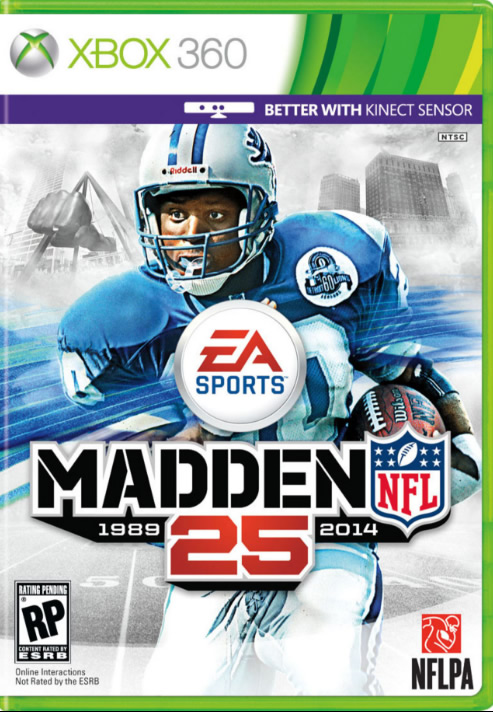 XBOX 360
BETTER WITH KINECT SENSOR
NTSC
Riddell
EA
SPORTS
Wilson
MADDEN
NFL
1989 25 2014
RATING PENDING
RP
CONTENT RATED BY
ESRB
Online Interactions
Not Rated by the ESRB
NFLPA